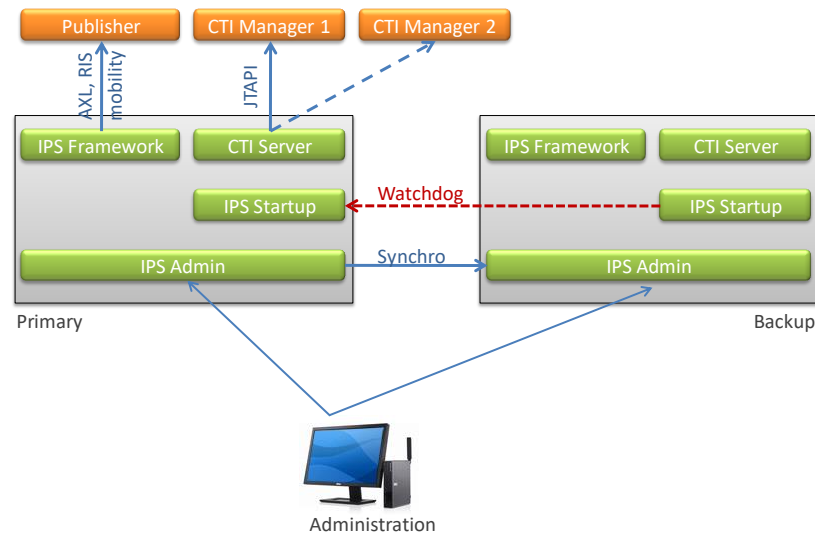 Publisher
CTI Manager 1
CTI Manager 2
AXL, RIS
mobility
JTAPI
IPS Framework
CTI Server
IPS Framework
CTI Server
IPS Startup
Watchdog
IPS Startup
IPS Admin
Synchro
IPS Admin
Primary
Backup
Administration